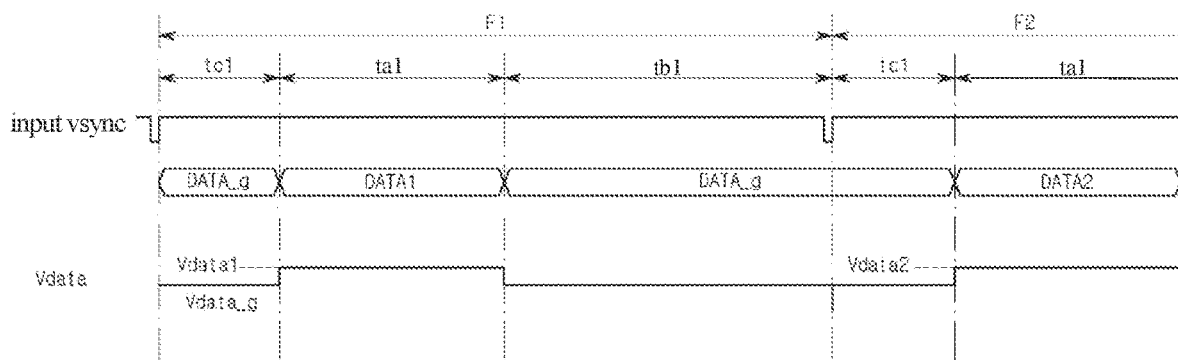 F1 F2
tc1 ta1 tb1 tc1 ta1
input vsync
DATA_g DATA1 DATA_g DATA2
Vdata1 Vdata2
Vdata
Vdata_g